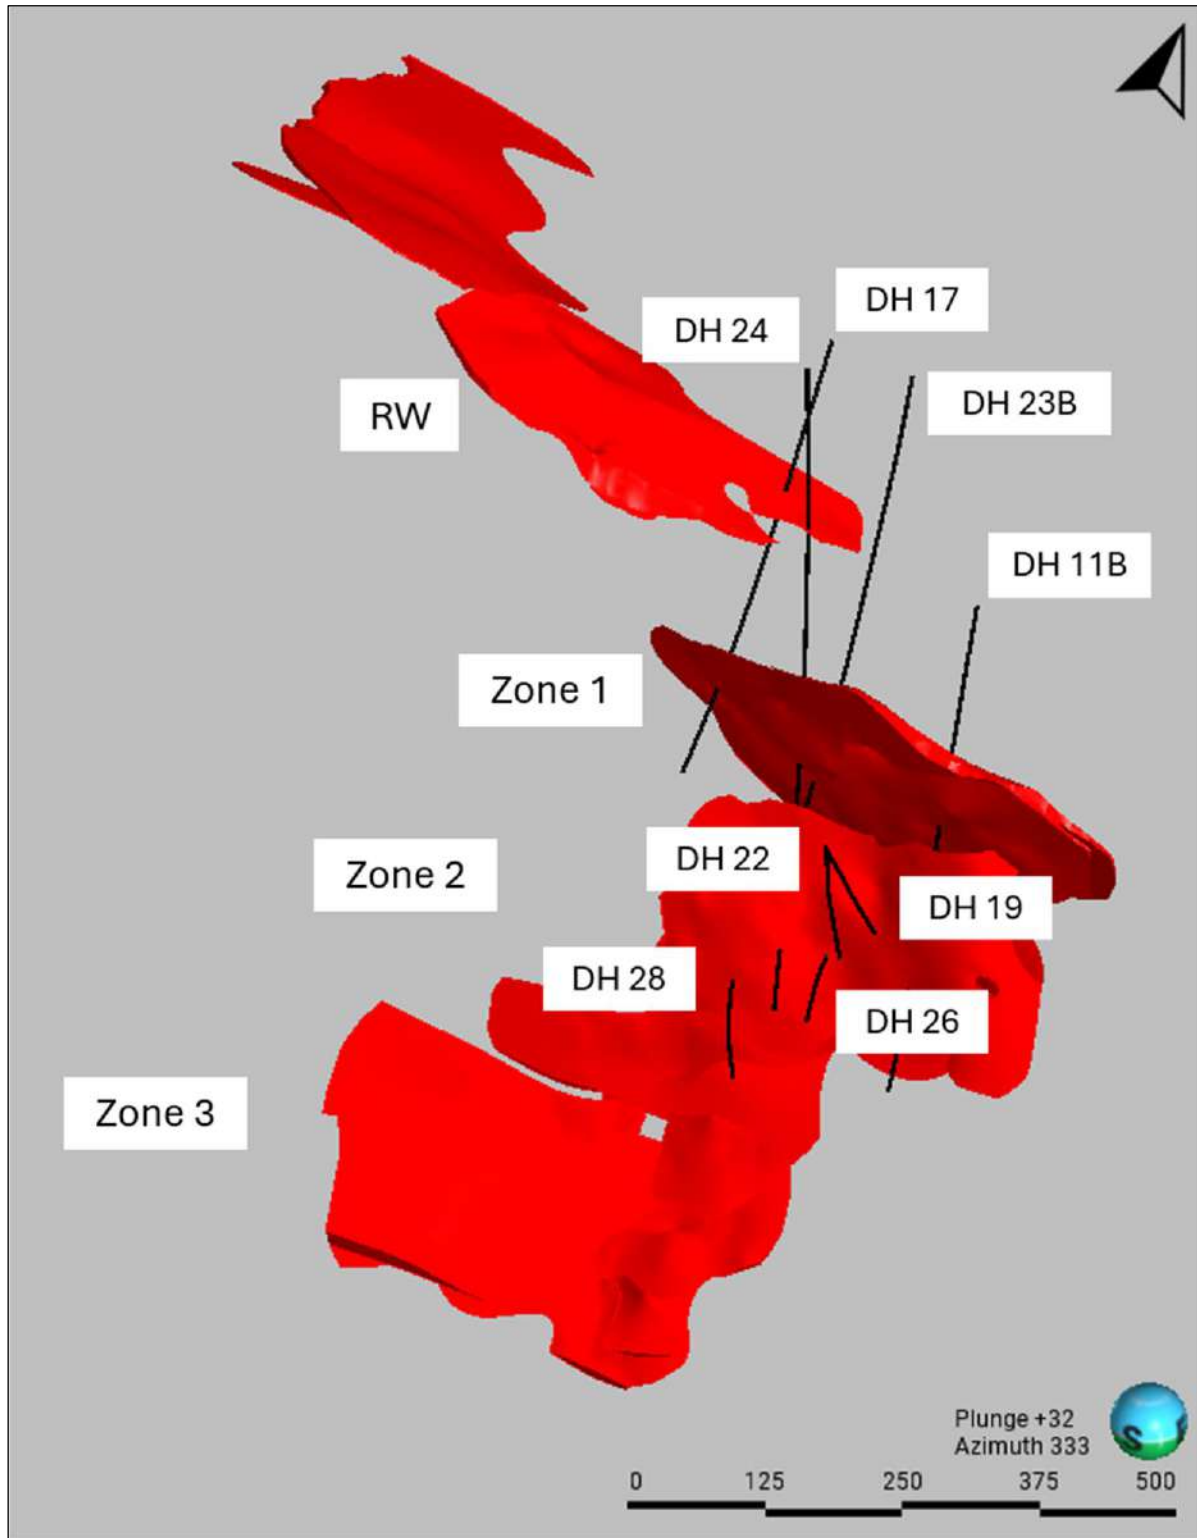 DH 17
DH 24
DH 23B
RW
DH 11B
Zone 1
DH 22
Zone 2
DH 19
DH 28
DH 26
Zone 3
Plunge +32
Azimuth 333
S
0 125 250 375 500